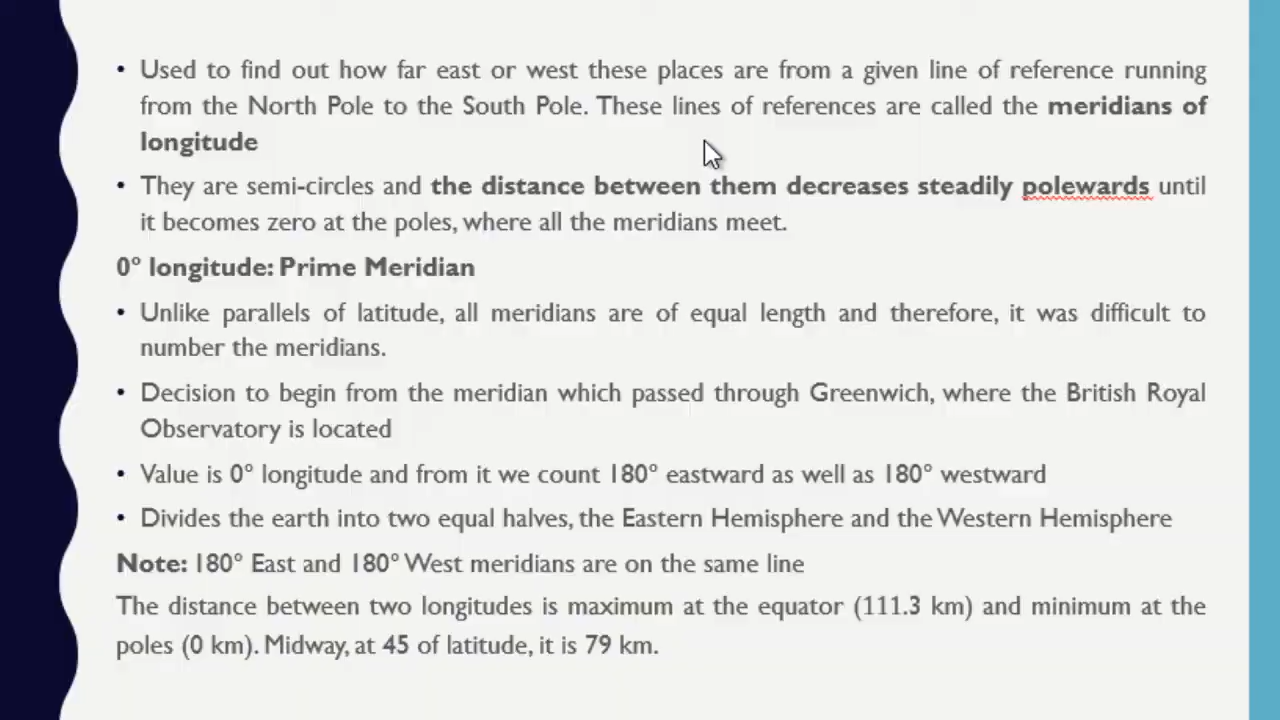 • Used to find out how far east or west these places are from a given line of reference running
from the North Pole to the South Pole. These lines of references are called the meridians of
longitude
• They are semi-circles and the distance between them decreases steadily polewards until
it becomes zero at the poles, where all the meridians meet.
0° longitude: Prime Meridian
• Unlike parallels of latitude, all meridians are of equal length and therefore, it was difficult to
number the meridians.
• Decision to begin from the meridian which passed through Greenwich, where the British Royal
Observatory is located
• Value is 0° longitude and from it we count 180° eastward as well as 180° westward
• Divides the earth into two equal halves, the Eastern Hemisphere and the Western Hemisphere
Note: 180° East and 180° West meridians are on the same line
The distance between two longitudes is maximum at the equator (111.3 km) and minimum at the
poles (0 km). Midway, at 45 of latitude, it is 79 km.